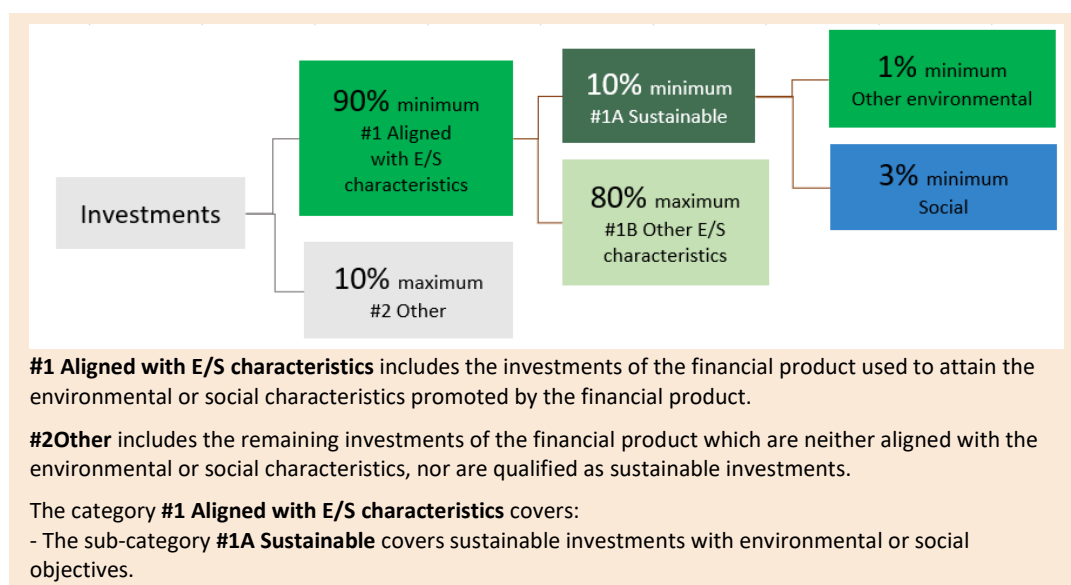 Investments
90% minimum
#1 Aligned
with E/S
characteristics
10% maximum
#2 Other
10% minimum
#1A Sustainable
80% maximum
#1B Other E/S
characteristics
1% minimum
Other environmental
3% minimum
Social
#1 Aligned with E/S characteristics includes the investments of the financial product used to attain the
environmental or social characteristics promoted by the financial product.
#2Other includes the remaining investments of the financial product which are neither aligned with the
environmental or social characteristics, nor are qualified as sustainable investments.
The category #1 Aligned with E/S characteristics covers:
- The sub-category #1A Sustainable covers sustainable investments with environmental or social
objectives.